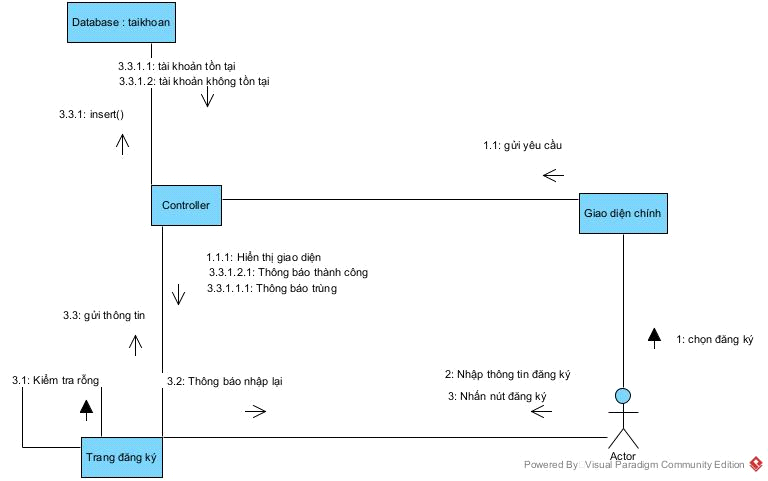 Database : taikhoan
3.3.1.1: tài khoản tồn tại
3.3.1.2: tài khoản không tồn tại
3.3.1: insert()
1.1: gửi yêu cầu
Controller
Giao diện chính
1.1.1: Hiển thị giao diện
3.3.1.2.1: Thông báo thành công
3.3.1.1.1: Thông báo trùng
3.3: gửi thông tin
1: chọn đăng ký
3.1: Kiểm tra rỗng
3.2: Thông báo nhập lại
2: Nhập thông tin đăng ký
3: Nhấn nút đăng ký
Trang đăng ký
Actor
Powered By Visual Paradigm Community Edition